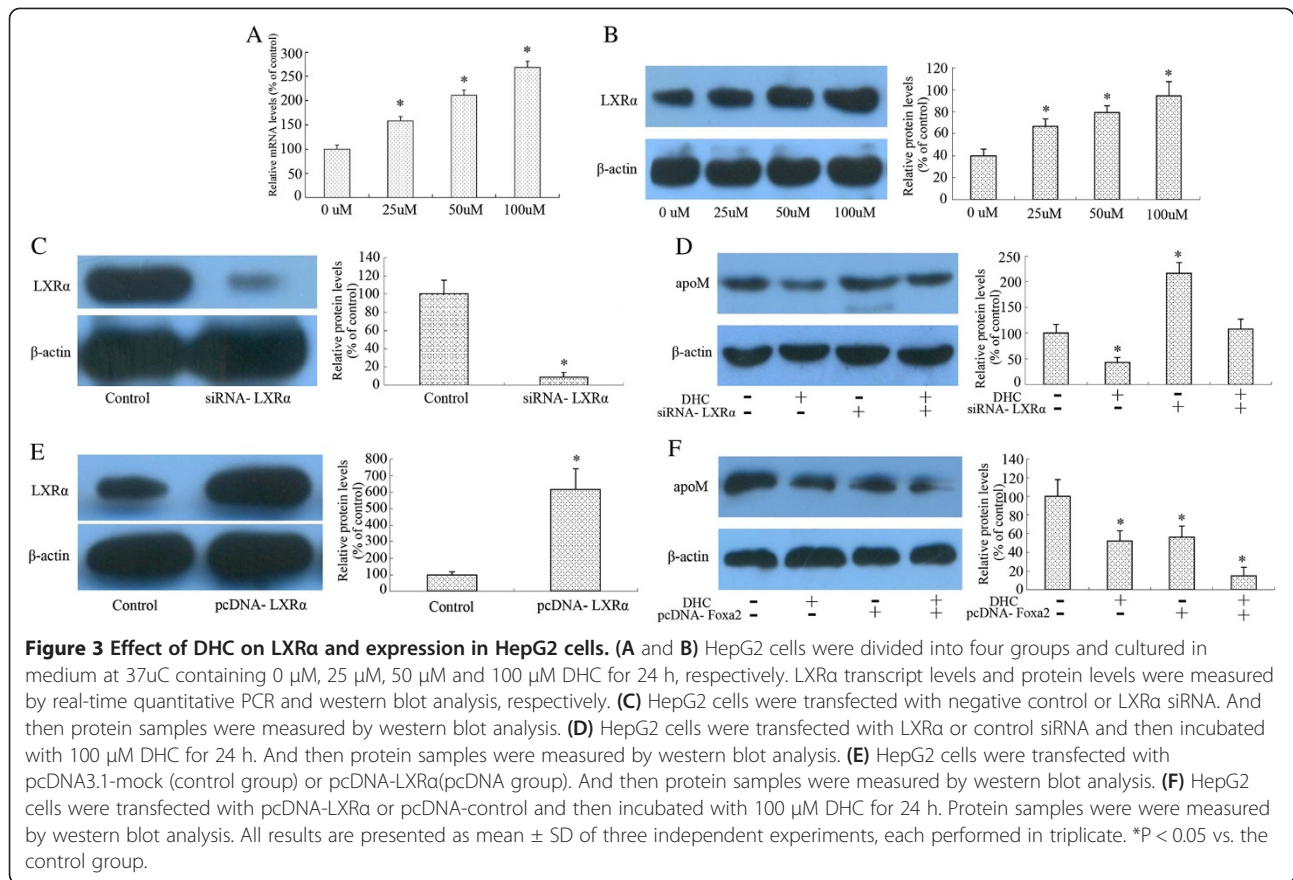 A
Relative mRNA levels (% of control)
300
250
200
150
100
50
0
*
*
*
0 uM 25uM 50uM 100uM
B
LXRα
β-actin
0 uM 25uM 50uM 100uM
Relative protein levels
(% of control)
120
100
80
60
40
20
0
*
*
*
0 uM 25uM 50uM 100uM
C
LXRα
β-actin
Control siRNA- LXRα
Relative protein levels
(% of control)
140
120
100
80
60
40
20
0
*
Control siRNA- LXRα
D
apoM
β-actin
DHC - + - +
siRNA-LXRα - - + +
Relative protein levels
(% of control)
250
200
150
100
50
0
*
*
DHC - + - +
siRNA-LXRα - - + +
E
LXRα
β-actin
Control pcDNA- LXRα
Relative protein levels
(% of control)
800
700
600
500
400
300
200
100
0
*
Control pcDNA- LXRα
F
apoM
β-actin
DHC - + - +
pcDNA- Foxa2 - - + +
Relative protein levels
(% of control)
140
120
100
80
60
40
20
0
*
*
*
DHC - + - +
pcDNA- Foxa2 - - + +
Figure 3 Effect of DHC on LXRα and expression in HepG2 cells. (A and B) HepG2 cells were divided into four groups and cultured in
medium at 37uC containing 0 μM, 25 μM, 50 μM and 100 μM DHC for 24 h, respectively. LXRα transcript levels and protein levels were measured
by real-time quantitative PCR and western blot analysis, respectively. (C) HepG2 cells were transfected with negative control or LXRα siRNA. And
then protein samples were measured by western blot analysis. (D) HepG2 cells were transfected with LXRα or control siRNA and then incubated
with 100 μM DHC for 24 h. And then protein samples were measured by western blot analysis. (E) HepG2 cells were transfected with
pcDNA3.1-mock (control group) or pcDNA-LXRα(pcDNA group). And then protein samples were measured by western blot analysis. (F) HepG2
cells were transfected with pcDNA-LXRα or pcDNA-control and then incubated with 100 μM DHC for 24 h. Protein samples were were measured
by western blot analysis. All results are presented as mean ± SD of three independent experiments, each performed in triplicate. *P < 0.05 vs. the
control group.